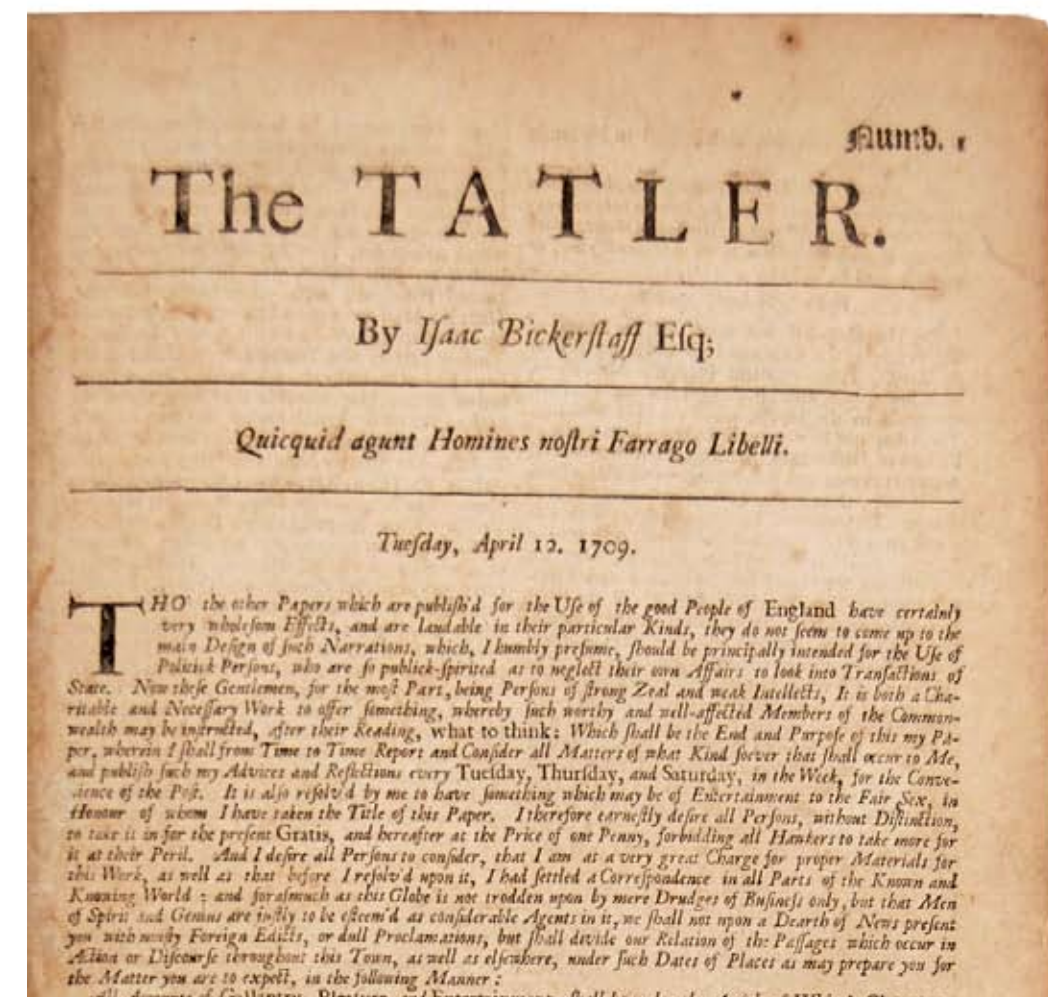 Numb. 1
The TATLER.
By Iſaac Bickerſtaff Eſq;
Quicquid agunt Homines noſtri Farrago Libelli.
Tueſday, April 12. 1709.
THO' the other Papers which are publiſh'd for the Uſe of the good People of England have certainly
very wholeſom Effects, and are laudable in their particular Kinds, they do not ſeem to come up to the
main Deſign of ſuch Narrations, which, I humbly preſume, ſhould be principally intended for the Uſe of
Politick Perſons, who are ſo publick-ſpirited as to neglect their own Affairs to look into Tranſactions of
State. Now theſe Gentlemen, for the moſt Part, being Perſons of ſtrong Zeal and weak Intellects, It is both a Cha-
ritable and Neceſſary Work to offer ſomething, whereby ſuch worthy and well-affected Members of the Common-
wealth may be inſtructed, after their Reading, what to think: Which ſhall be the End and Purpoſe of this my Pa-
per, wherein I ſhall from Time to Time Report and Conſider all Matters of what Kind ſoever that ſhall occur to Me,
and publiſh ſuch my Advices and Reflections every Tueſday, Thurſday, and Saturday, in the Week, for the Conve-
nience of the Poſt. It is alſo reſolv'd by me to have ſomething which may be of Entertainment to the Fair Sex, in
Honour of whom I have taken the Title of this Paper. I therefore earneſtly deſire all Perſons, without Diſtinction,
to take it in for the preſent Gratis, and hereafter at the Price of one Penny, forbidding all Hawkers to take more for
it at their Peril. And I deſire all Perſons to conſider, that I am at a very great Charge for proper Materials for
this Work, as well as that before I reſolv'd upon it, I had ſettled a Correſpondence in all Parts of the Known and
Knowing World: and foraſmuch as this Globe is not trodden upon by mere Drudges of Buſineſs only, but that Men
of Spirit and Genius are juſtly to be eſteem'd as conſiderable Agents in it, we ſhall not upon a Dearth of News preſent
you with muſty Foreign Edicts, or dull Proclamations, but ſhall divide our Relation of the Paſſages which occur in
Action or Diſcourſe throughout this Town, as well as elſewhere, under ſuch Dates of Places as may prepare you for
the Matter you are to expect, in the following Manner: